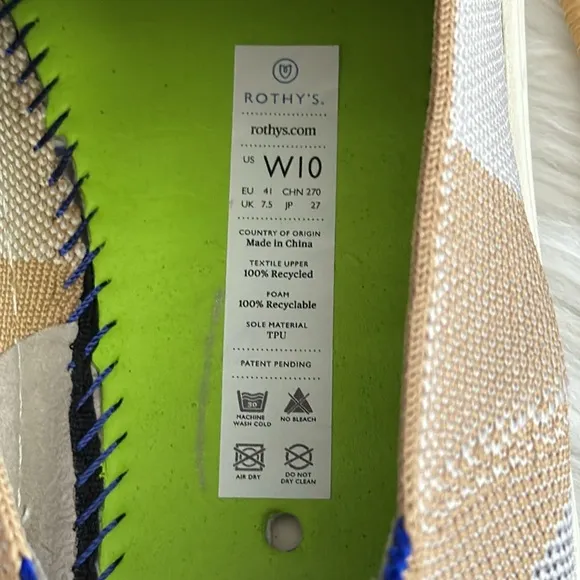 ROTHY'S.
rothys.com
US W10
EU 41 CHN 270
UK 7.5 JP 27
COUNTRY OF ORIGIN
Made in China
TEXTILE UPPER
100% Recycled
FOAM
100% Recyclable
SOLE MATERIAL
TPU
PATENT PENDING
30
MACHINE WASH COLD
NO BLEACH
AIR DRY
DO NOT DRY CLEAN